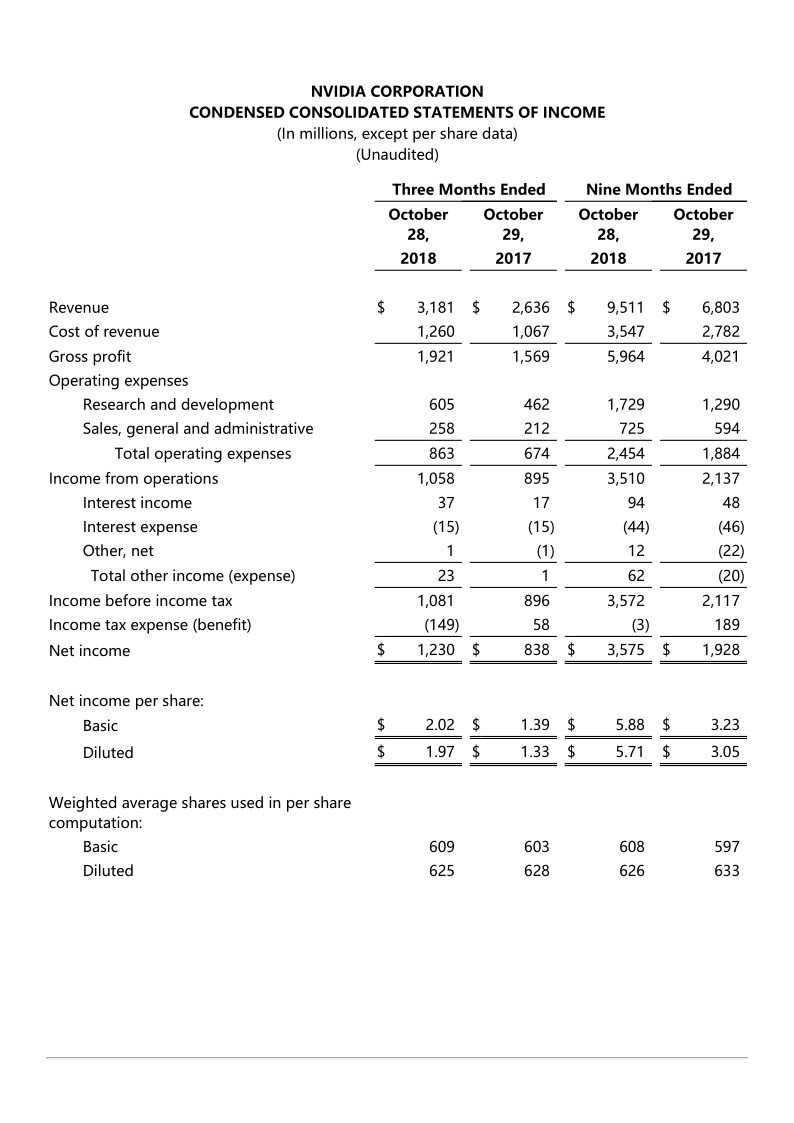 NVIDIA CORPORATION
CONDENSED CONSOLIDATED STATEMENTS OF INCOME
(In millions, except per share data)
(Unaudited)
Three Months Ended Nine Months Ended
October October October October
28, 29, 28, 29,
2018 2017 2018 2017
Revenue $ 3,181 $ 2,636 $ 9,511 $ 6,803
Cost of revenue 1,260 1,067 3,547 2,782
Gross profit 1,921 1,569 5,964 4,021
Operating expenses
Research and development 605 462 1,729 1,290
Sales, general and administrative 258 212 725 594
Total operating expenses 863 674 2,454 1,884
Income from operations 1,058 895 3,510 2,137
Interest income 37 17 94 48
Interest expense (15) (15) (44) (46)
Other, net 1 (1) 12 (22)
Total other income (expense) 23 1 62 (20)
Income before income tax 1,081 896 3,572 2,117
Income tax expense (benefit) (149) 58 (3) 189
Net income $ 1,230 $ 838 $ 3,575 $ 1,928
Net income per share:
Basic $ 2.02 $ 1.39 $ 5.88 $ 3.23
Diluted $ 1.97 $ 1.33 $ 5.71 $ 3.05
Weighted average shares used in per share
computation:
Basic 609 603 608 597
Diluted 625 628 626 633